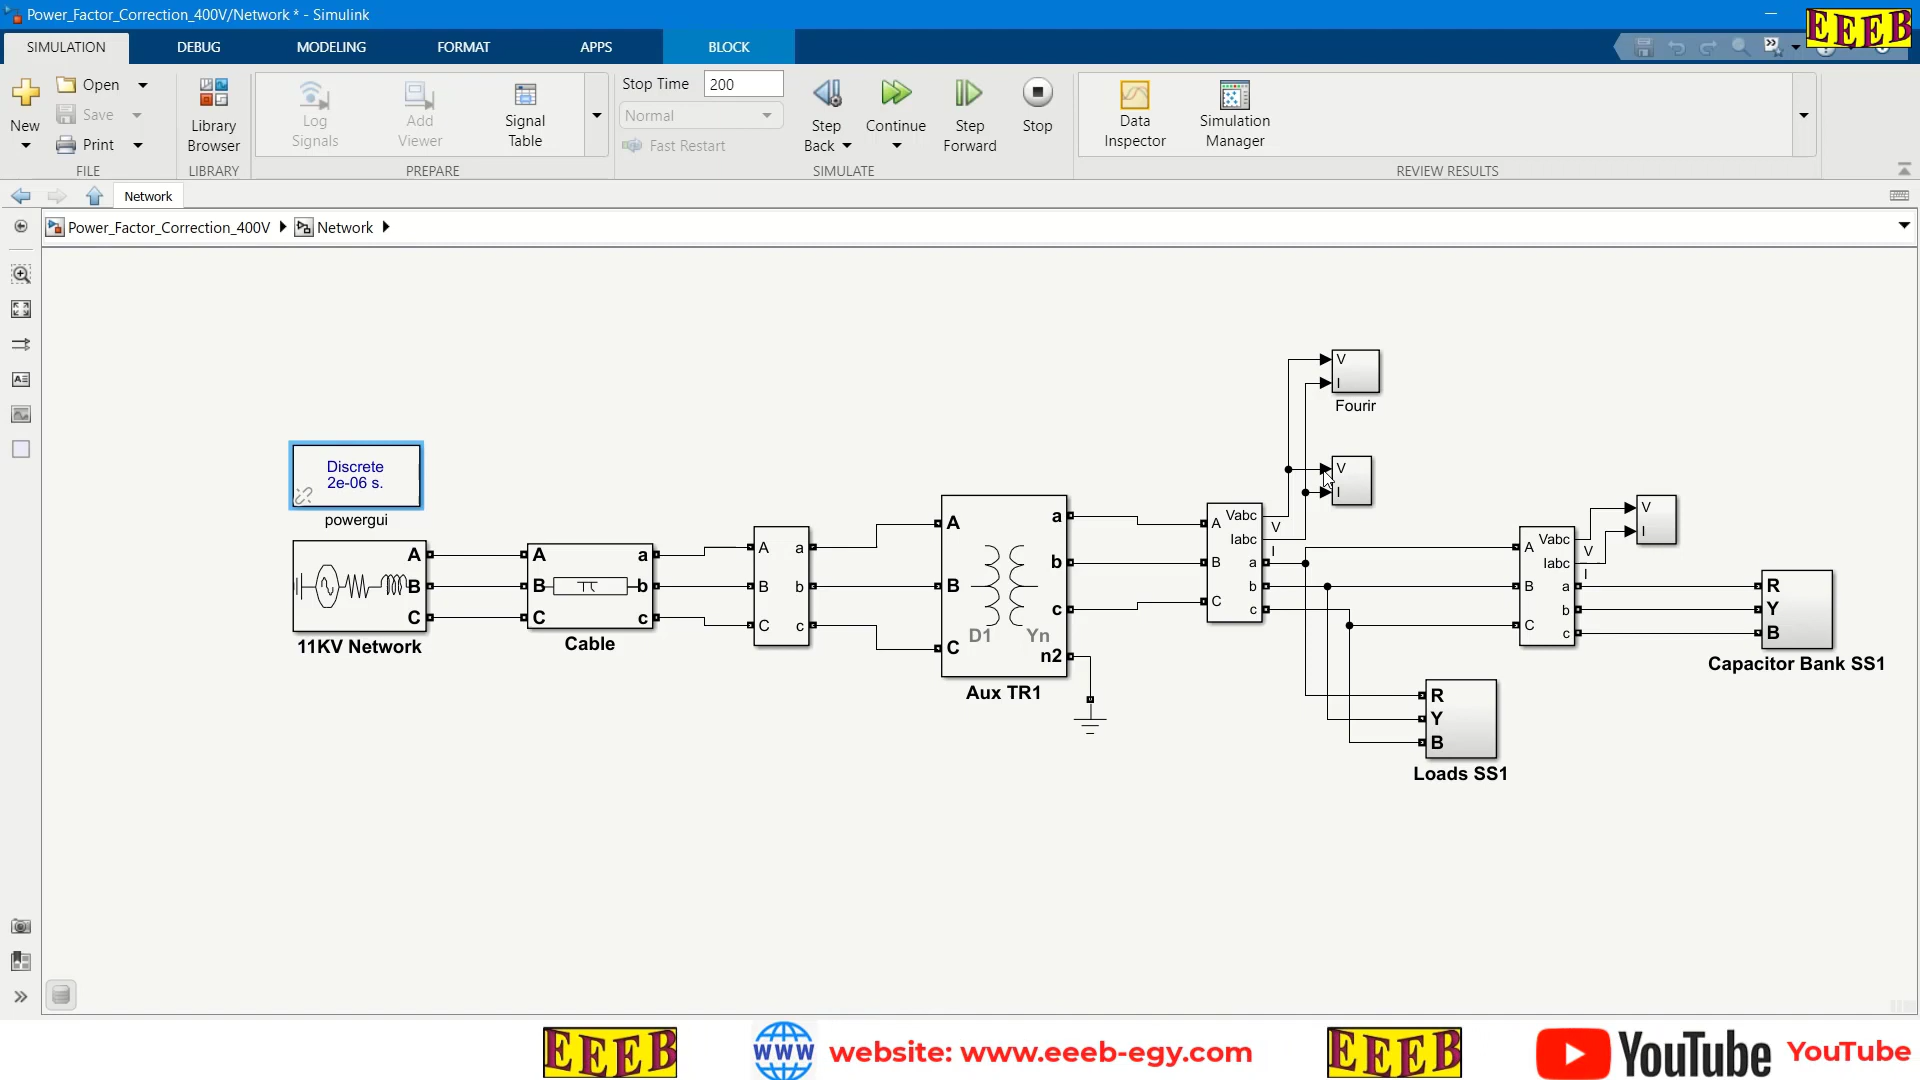 Power_Factor_Correction_400V/Network * - Simulink
EEEB
SIMULATION
DEBUG
MODELING
FORMAT
APPS
BLOCK
New
Open
Save
Print
FILE
Library
Browser
LIBRARY
Log
Signals
Add
Viewer
Signal
Table
PREPARE
Stop Time 200
Normal
Fast Restart
Step
Back
Continue
Step
Forward
Stop
SIMULATE
Data
Inspector
Simulation
Manager
REVIEW RESULTS
Network
Power_Factor_Correction_400V
Network
V
I
Fourir
Discrete
2e-06 s.
powergui
V
I
A
B
C
11KV Network
A a
B π b
C c
Cable
A a
B b
C c
A a
B b
C c
D1 Yn
n2
Aux TR1
A Vabc
Iabc
B a
b
C c
V
I
A Vabc
Iabc
B a
b
C c
V
I
V
I
R
Y
B
Capacitor Bank SS1
R
Y
B
Loads SS1
EEEB
WWW
website: www.eeeb-egy.com
EEEB
YouTube
YouTube